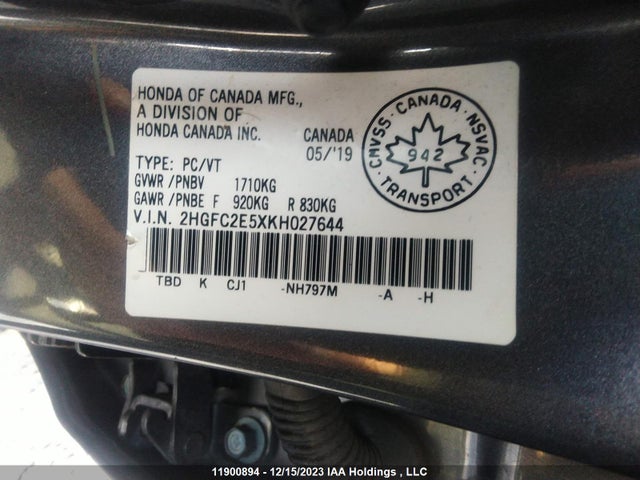 HONDA OF CANADA MFG.,
A DIVISION OF
HONDA CANADA INC. CANADA
05/'19
TYPE: PC/VT
GVWR /PNBV 1710KG
GAWR /PNBE F 920KG R 830KG
V.I.N. 2HGFC2E5XKH027644
TBD K CJ1 -NH797M -A -H
CMVSS·CANADA·NSVAC
942
TRANSPORT
11900894 - 12/15/2023 IAA Holdings , LLC